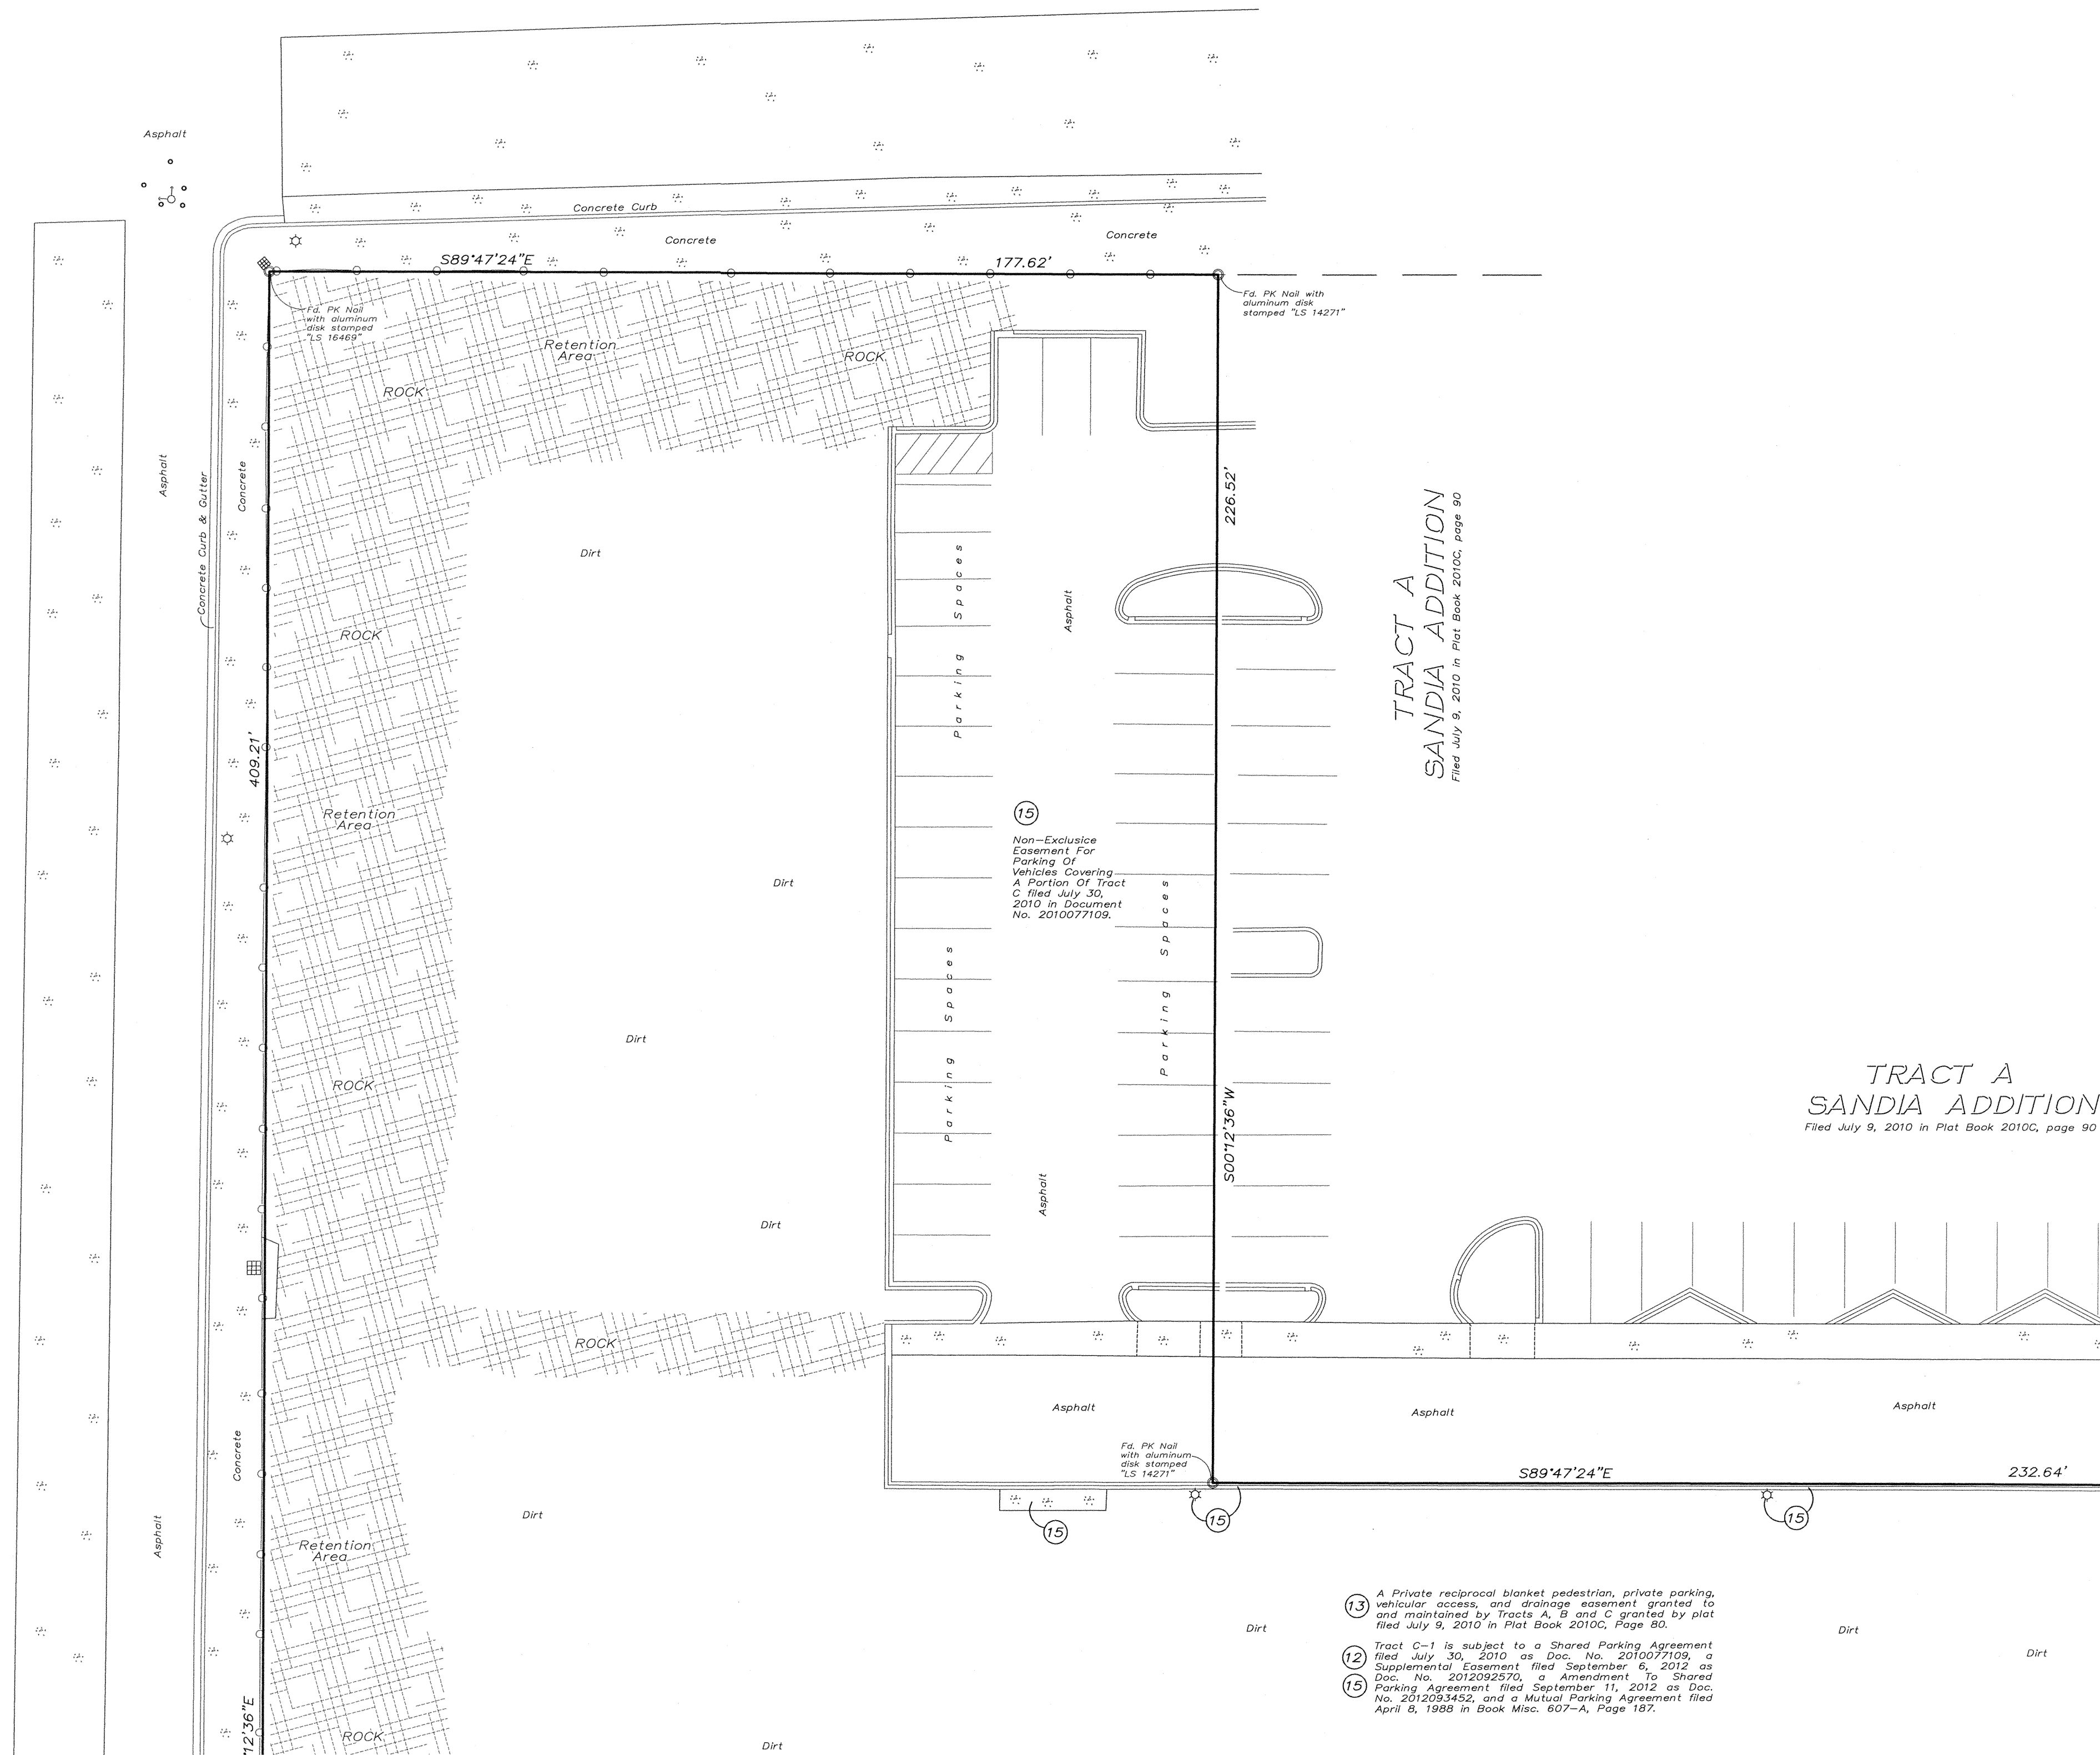 Asphalt
Concrete Curb
Concrete
Concrete
S89°47'24"E
177.62'
Fd. PK Nail
with aluminum
disk stamped
"LS 16469"
Fd. PK Nail with
aluminum disk
stamped "LS 14271"
Retention
Area
ROCK
ROCK
Asphalt
Concrete Curb & Gutter
Concrete
409.21'
226.52'
Dirt
Parking Spaces
Asphalt
TRACT A
SANDIA ADDITION
Filed July 9, 2010 in Plat Book 2010C, page 90
ROCK
Retention
Area
15
Non-Exclusice
Easement For
Parking Of
Vehicles Covering
A Portion Of Tract
C filed July 30,
2010 in Document
No. 2010077109.
Dirt
Parking Spaces
Parking Spaces
Dirt
ROCK
S00°12'36"W
TRACT A
SANDIA ADDITION
Filed July 9, 2010 in Plat Book 2010C, page 90
Dirt
Asphalt
ROCK
Asphalt
Asphalt
Asphalt
Concrete
Fd. PK Nail
with aluminum
disk stamped
"LS 14271"
S89°47'24"E
232.64'
Asphalt
Dirt
15
15
15
Retention
Area
13
A Private reciprocal blanket pedestrian, private parking,
vehicular access, and drainage easement granted to
and maintained by Tracts A, B and C granted by plat
filed July 9, 2010 in Plat Book 2010C, Page 80.
Dirt
Dirt
Dirt
12
15
Tract C-1 is subject to a Shared Parking Agreement
filed July 30, 2010 as Doc. No. 2010077109, a
Supplemental Easement filed September 6, 2012 as
Doc. No. 2012092570, a Amendment To Shared
Parking Agreement filed September 11, 2012 as Doc.
No. 2012093452, and a Mutual Parking Agreement filed
April 8, 1988 in Book Misc. 607-A, Page 187.
°12'36"E
ROCK
Dirt